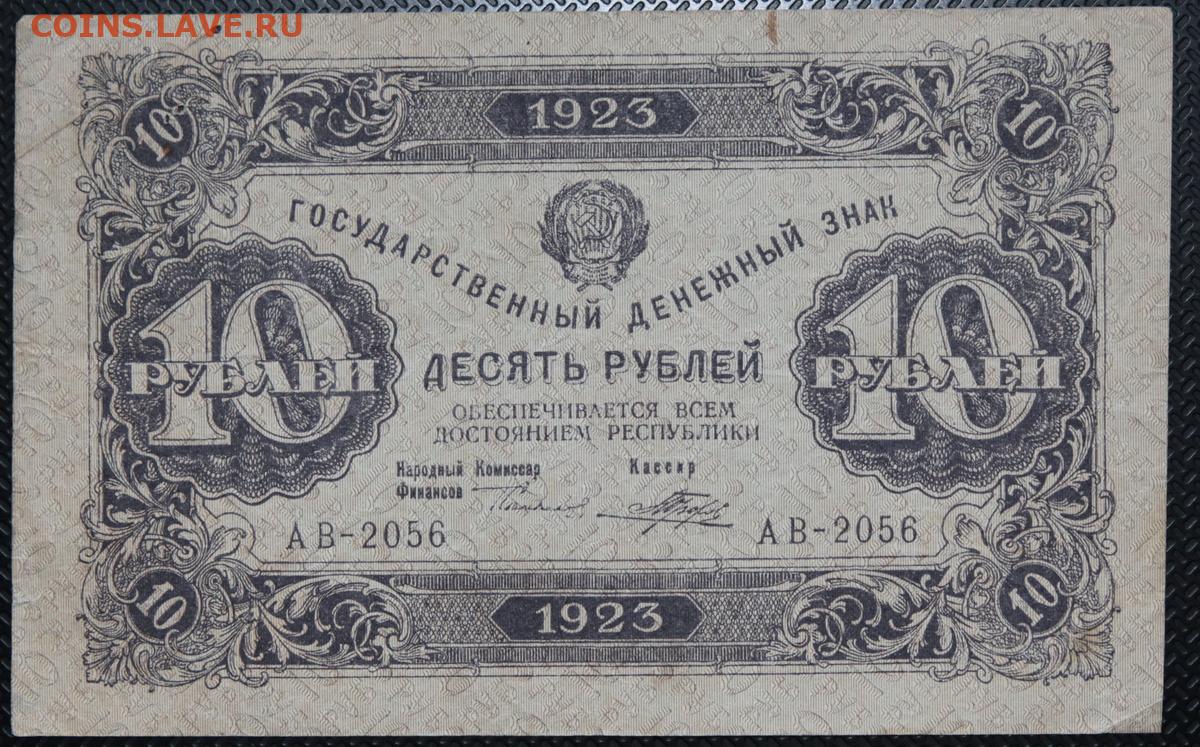 COINS.LAVE.RU
1923
10 10
ГОСУДАРСТВЕННЫЙ ДЕНЕЖНЫЙ ЗНАК
10 РУБЛЕЙ
10 РУБЛЕЙ
ДЕСЯТЬ РУБЛЕЙ
ОБЕСПЕЧИВАЕТСЯ ВСЕМ
ДОСТОЯНИЕМ РЕСПУБЛИКИ
Народный Комиссар
Финансов
Кассир
АВ-2056 АВ-2056
10 10
1923